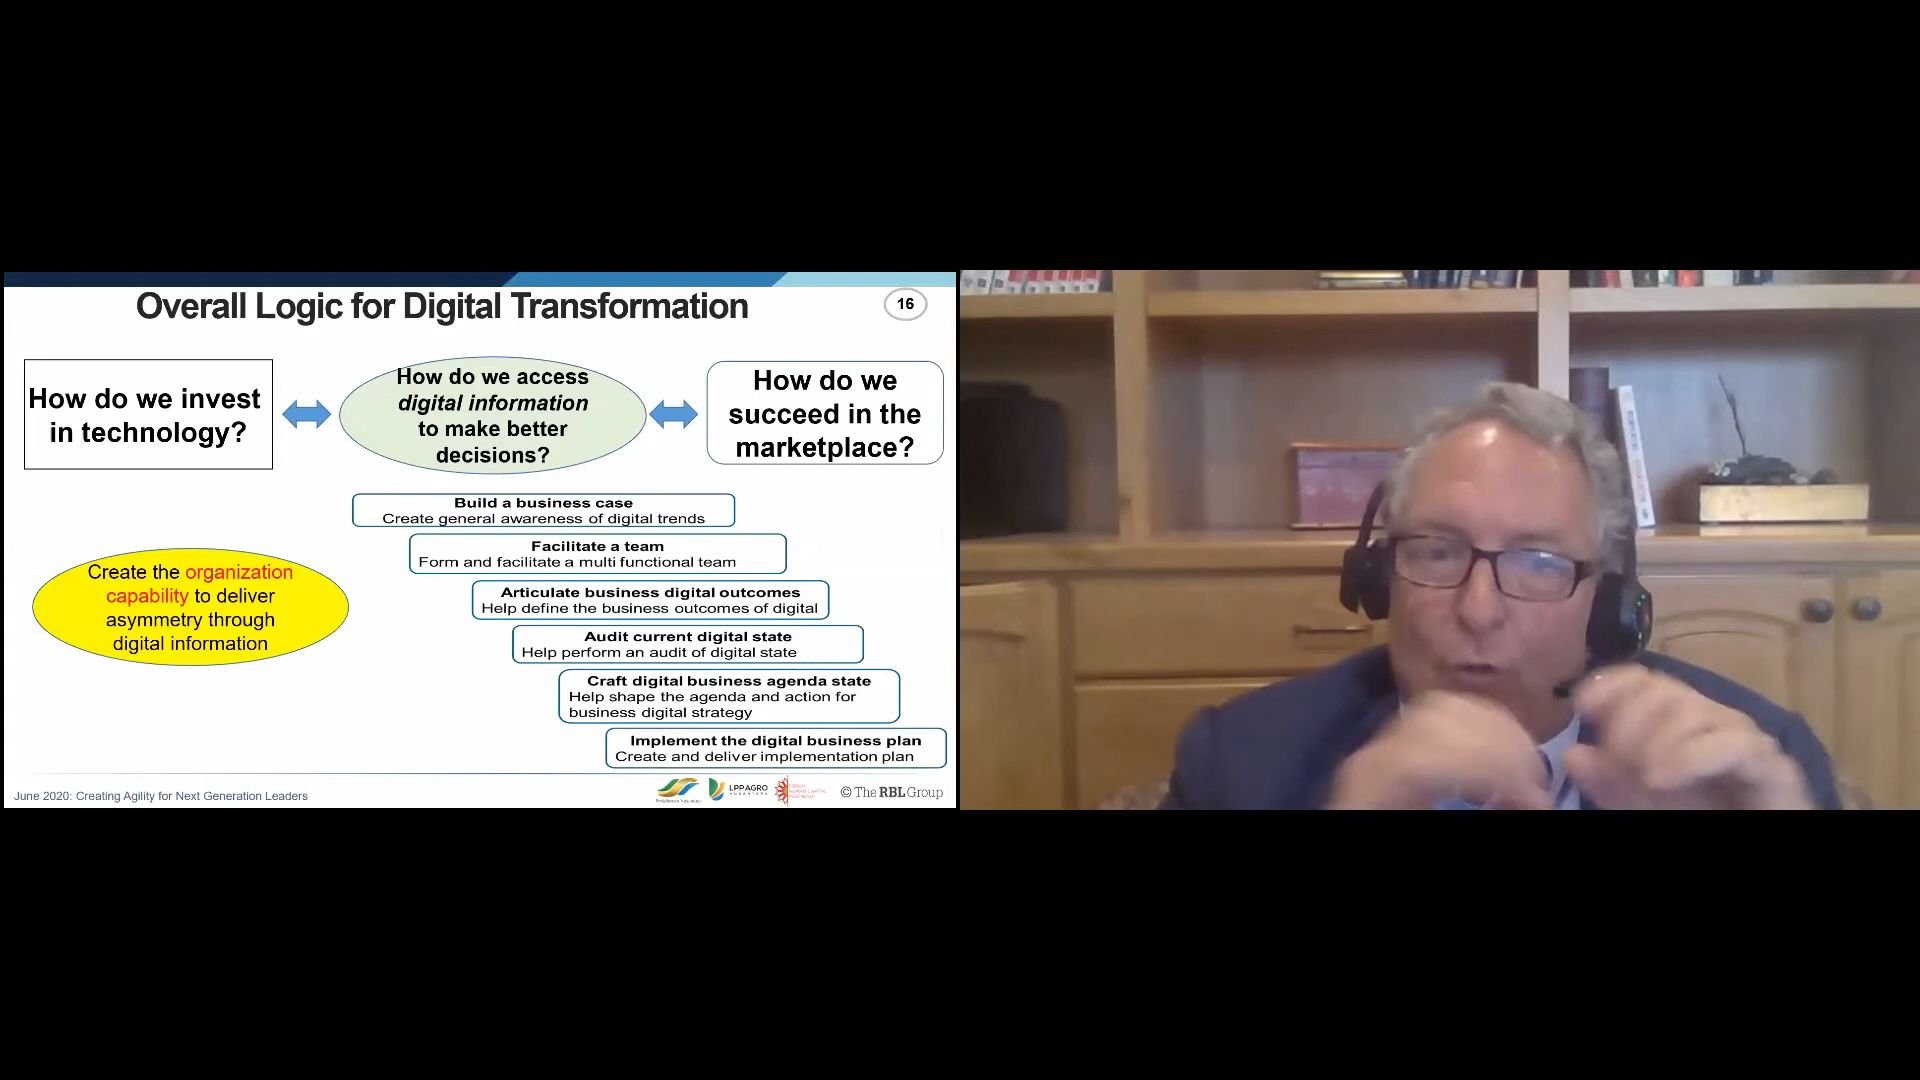 Overall Logic for Digital Transformation
16
How do we invest
in technology?
How do we access
digital information
to make better
decisions?
How do we
succeed in the
marketplace?
Build a business case
Create general awareness of digital trends
Facilitate a team
Form and facilitate a multi functional team
Articulate business digital outcomes
Help define the business outcomes of digital
Create the organization
capability to deliver
asymmetry through
digital information
Audit current digital state
Help perform an audit of digital state
Craft digital business agenda state
Help shape the agenda and action for
business digital strategy
Implement the digital business plan
Create and deliver implementation plan
June 2020: Creating Agility for Next Generation Leaders
LPPAGRO
NUSANTARA
FORUM
HUMAN CAPITAL
INDONESIA
© The RBL Group